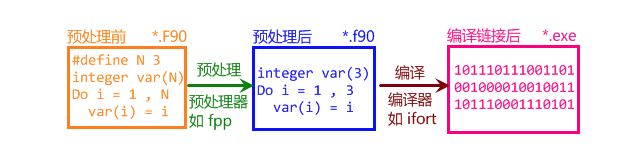 预处理前 *.F90
#define N 3
integer var(N)
Do i = 1 , N
var(i) = i
预处理
预处理器
如 fpp
预处理后 *.f90
integer var(3)
Do i = 1 , 3
var(i) = i
编译
编译器
如 ifort
编译链接后 *.exe
101110111001101
001000010010011
101110001110101